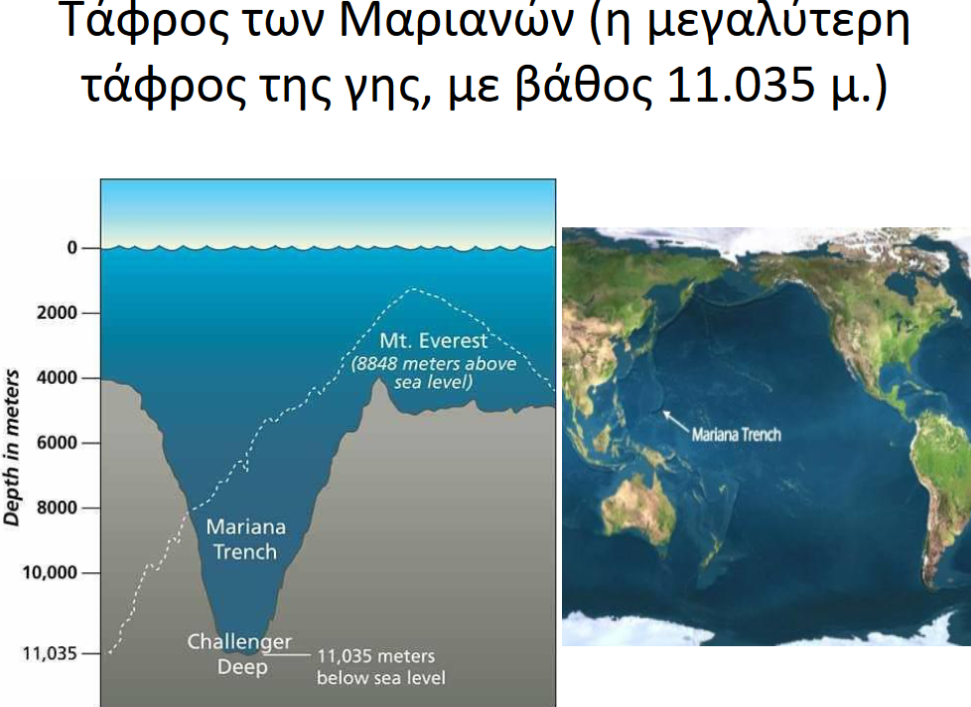 Τάφρος των Μαριανών (η μεγαλύτερη
τάφρος της γης, με βάθος 11.035 μ.)
Depth in meters
0
2000
4000
6000
8000
10,000
11,035
Mt. Everest
(8848 meters above
sea level)
Mariana
Trench
Challenger
Deep
11,035 meters
below sea level
Mariana Trench